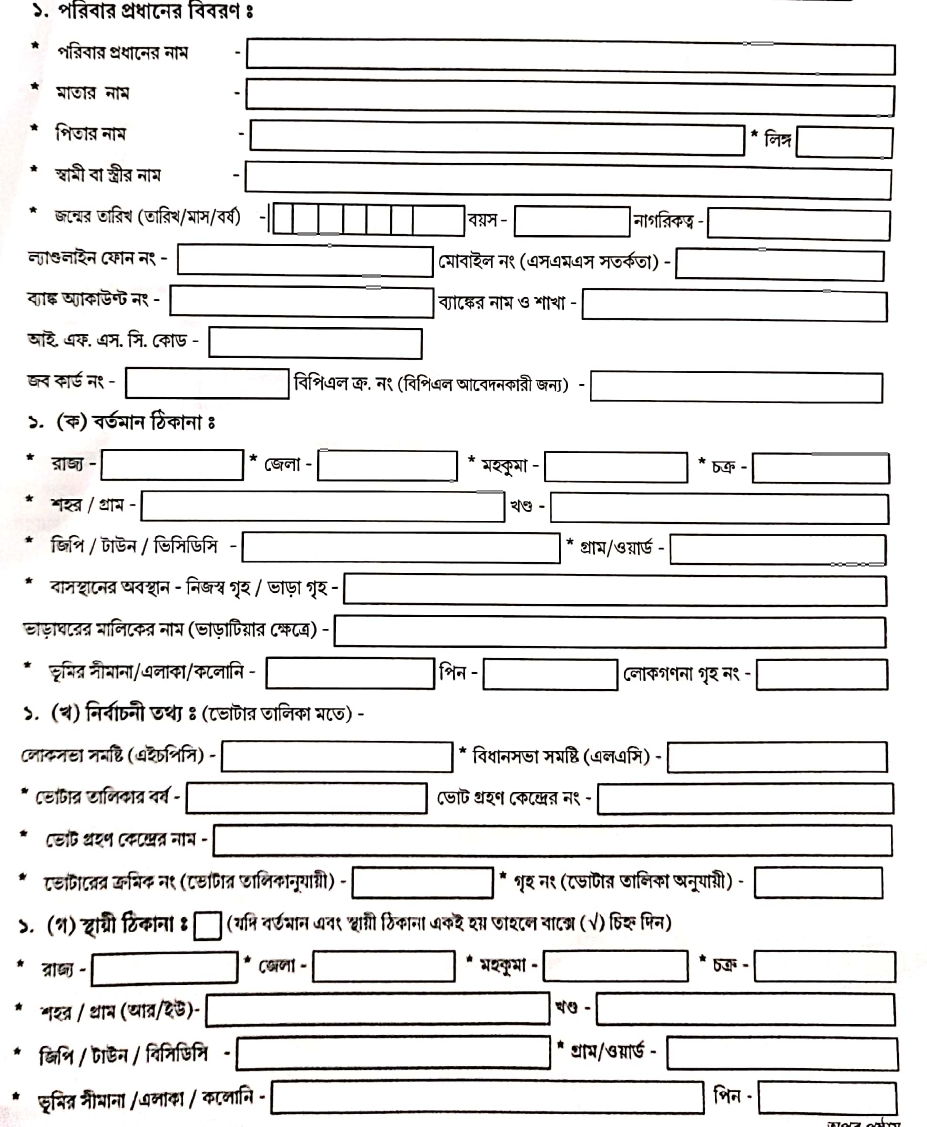 ১. পরিবার প্রধানের বিবরণ ঃ
* পরিবার প্রধানের নাম -
* মাতার নাম -
* পিতার নাম - * লিঙ্গ
* স্বামী বা স্ত্রীর নাম -
* জন্মের তারিখ (তারিখ/মাস/বর্ষ) - বয়স - নাগরিকত্ব -
ল্যাণ্ডলাইন ফোন নং - মোবাইল নং (এসএমএস সতর্কতা) -
ব্যাঙ্ক অ্যাকাউন্ট নং - ব্যাঙ্কের নাম ও শাখা -
আই. এফ. এস. সি. কোড -
জব কার্ড নং - বিপিএল ক্র. নং (বিপিএল আবেদনকারী জন্য) -
১. (ক) বর্তমান ঠিকানা ঃ
* রাজ্য - * জেলা - * মহকুমা - * চক্র -
* শহর / গ্রাম - খণ্ড -
* জিপি / টাউন / ভিসিডিসি - * গ্রাম/ওয়ার্ড -
* বাসস্থানের অবস্থান - নিজস্ব গৃহ / ভাড়া গৃহ -
ভাড়াঘরের মালিকের নাম (ভাড়াটিয়ার ক্ষেত্রে) -
* ভূমির সীমানা/এলাকা/কলোনি - পিন - লোকগণনা গৃহ নং -
১. (খ) নির্বাচনী তথ্য ঃ (ভোটার তালিকা মতে) -
লোকসভা সমষ্টি (এইচপিসি) - * বিধানসভা সমষ্টি (এলএসি) -
* ভোটার তালিকার বর্ষ - ভোট গ্রহণ কেন্দ্রের নং -
* ভোট গ্রহণ কেন্দ্রের নাম -
* ভোটারের ক্রমিক নং (ভোটার তালিকানুযায়ী) - * গৃহ নং (ভোটার তালিকা অনুযায়ী) -
১. (গ) স্থায়ী ঠিকানা ঃ (যদি বর্তমান এবং স্থায়ী ঠিকানা একই হয় তাহলে বাক্সে (√) চিহ্ন দিন)
* রাজ্য - * জেলা - * মহকুমা - * চক্র -
* শহর / গ্রাম (আর/ইউ)- খণ্ড -
* জিপি / টাউন / বিসিডিসি - * গ্রাম/ওয়ার্ড -
* ভূমির সীমানা /এলাকা / কলোনি - পিন -